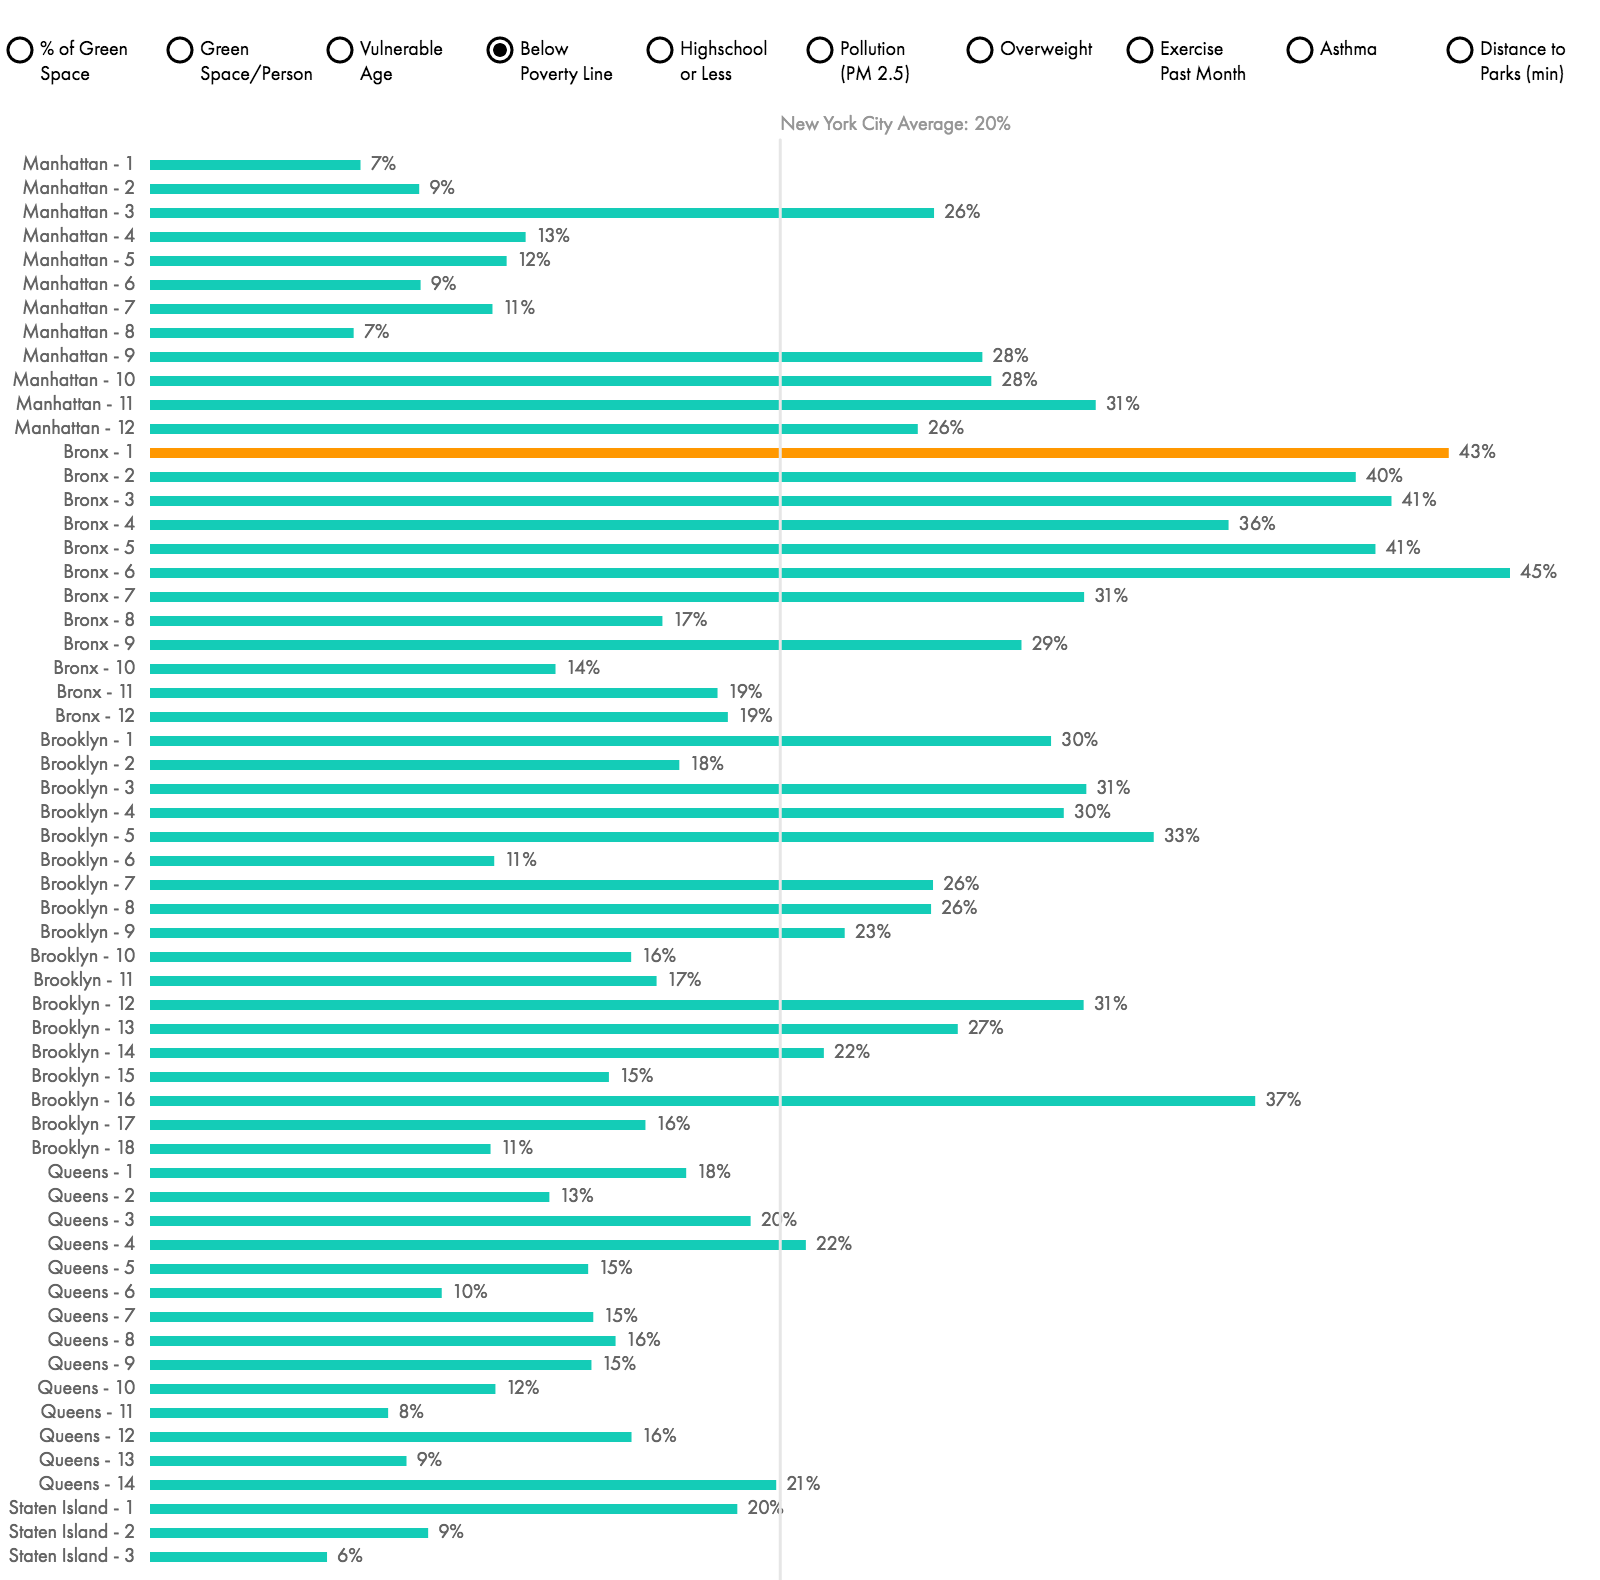 % of Green
Space
Green
Space/Person
Vulnerable
Age
Below
Poverty Line
Highschool
or Less
Pollution
(PM 2.5)
Overweight
Exercise
Past Month
Asthma
Distance to
Parks (min)
New York City Average: 20%
Manhattan - 1 7%
Manhattan - 2 9%
Manhattan - 3 26%
Manhattan - 4 13%
Manhattan - 5 12%
Manhattan - 6 9%
Manhattan - 7 11%
Manhattan - 8 7%
Manhattan - 9 28%
Manhattan - 10 28%
Manhattan - 11 31%
Manhattan - 12 26%
Bronx - 1 43%
Bronx - 2 40%
Bronx - 3 41%
Bronx - 4 36%
Bronx - 5 41%
Bronx - 6 45%
Bronx - 7 31%
Bronx - 8 17%
Bronx - 9 29%
Bronx - 10 14%
Bronx - 11 19%
Bronx - 12 19%
Brooklyn - 1 30%
Brooklyn - 2 18%
Brooklyn - 3 31%
Brooklyn - 4 30%
Brooklyn - 5 33%
Brooklyn - 6 11%
Brooklyn - 7 26%
Brooklyn - 8 26%
Brooklyn - 9 23%
Brooklyn - 10 16%
Brooklyn - 11 17%
Brooklyn - 12 31%
Brooklyn - 13 27%
Brooklyn - 14 22%
Brooklyn - 15 15%
Brooklyn - 16 37%
Brooklyn - 17 16%
Brooklyn - 18 11%
Queens - 1 18%
Queens - 2 13%
Queens - 3 20%
Queens - 4 22%
Queens - 5 15%
Queens - 6 10%
Queens - 7 15%
Queens - 8 16%
Queens - 9 15%
Queens - 10 12%
Queens - 11 8%
Queens - 12 16%
Queens - 13 9%
Queens - 14 21%
Staten Island - 1 20%
Staten Island - 2 9%
Staten Island - 3 6%